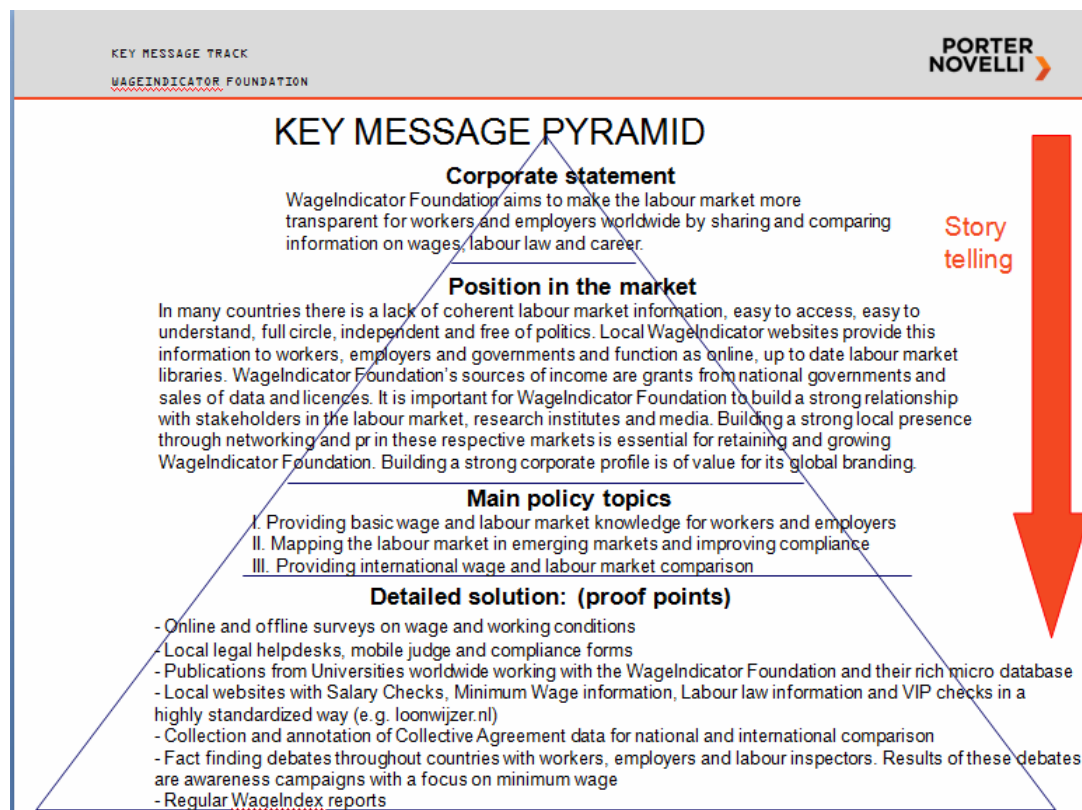 KEY MESSAGE TRACK
WAGEINDICATOR FOUNDATION
PORTER
NOVELLI
KEY MESSAGE PYRAMID
Corporate statement
WageIndicator Foundation aims to make the labour market more
transparent for workers and employers worldwide by sharing and comparing
information on wages, labour law and career.
Story
telling
Position in the market
In many countries there is a lack of coherent labour market information, easy to access, easy to
understand, full circle, independent and free of politics. Local WageIndicator websites provide this
information to workers, employers and governments and function as online, up to date labour market
libraries. WageIndicator Foundation's sources of income are grants from national governments and
sales of data and licences. It is important for WageIndicator Foundation to build a strong relationship
with stakeholders in the labour market, research institutes and media. Building a strong local presence
through networking and pr in these respective markets is essential for retaining and growing
WageIndicator Foundation. Building a strong corporate profile is of value for its global branding.
Main policy topics
I. Providing basic wage and labour market knowledge for workers and employers
II. Mapping the labour market in emerging markets and improving compliance
III. Providing international wage and labour market comparison
Detailed solution: (proof points)
- Online and offline surveys on wage and working conditions
- Local legal helpdesks, mobile judge and compliance forms
- Publications from Universities worldwide working with the WageIndicator Foundation and their rich micro database
- Local websites with Salary Checks, Minimum Wage information, Labour law information and VIP checks in a
highly standardized way (e.g. loonwijzer.nl)
- Collection and annotation of Collective Agreement data for national and international comparison
- Fact finding debates throughout countries with workers, employers and labour inspectors. Results of these debates
are awareness campaigns with a focus on minimum wage
- Regular WageIndex reports